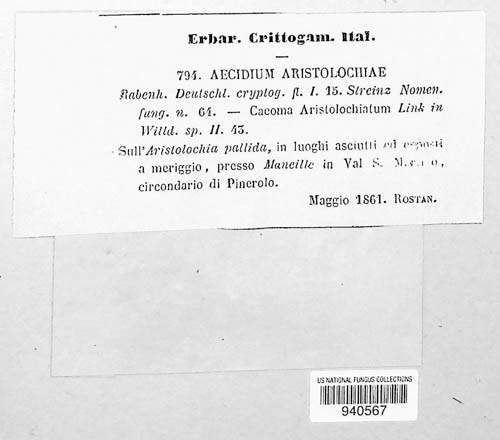 Erbar. Crittogam. Ital.
794. AECIDIUM ARISTOLOCHIAE
Rabenh. Deutschl. cryptog. fl. I. 15. Streinz Nomen.
fung. n. 64. — Caeoma Aristolochiatum Link in
Willd. sp. II. 43.
Sull'Aristolochia pallida, in luoghi asciutti ed esposti
a meriggio, presso Maneille in Val S.
circondario di Pinerolo.
Maggio 1861. ROSTAN.
US NATIONAL FUNGUS COLLECTIONS
940567